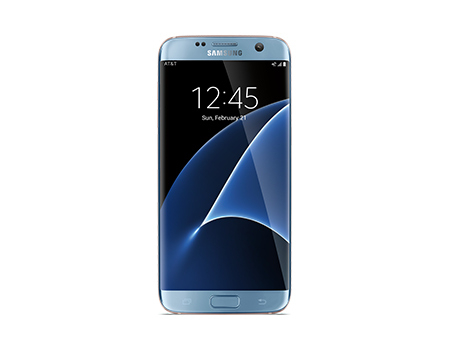 SAMSUNG
AT&T
12:45
Sun, February 21